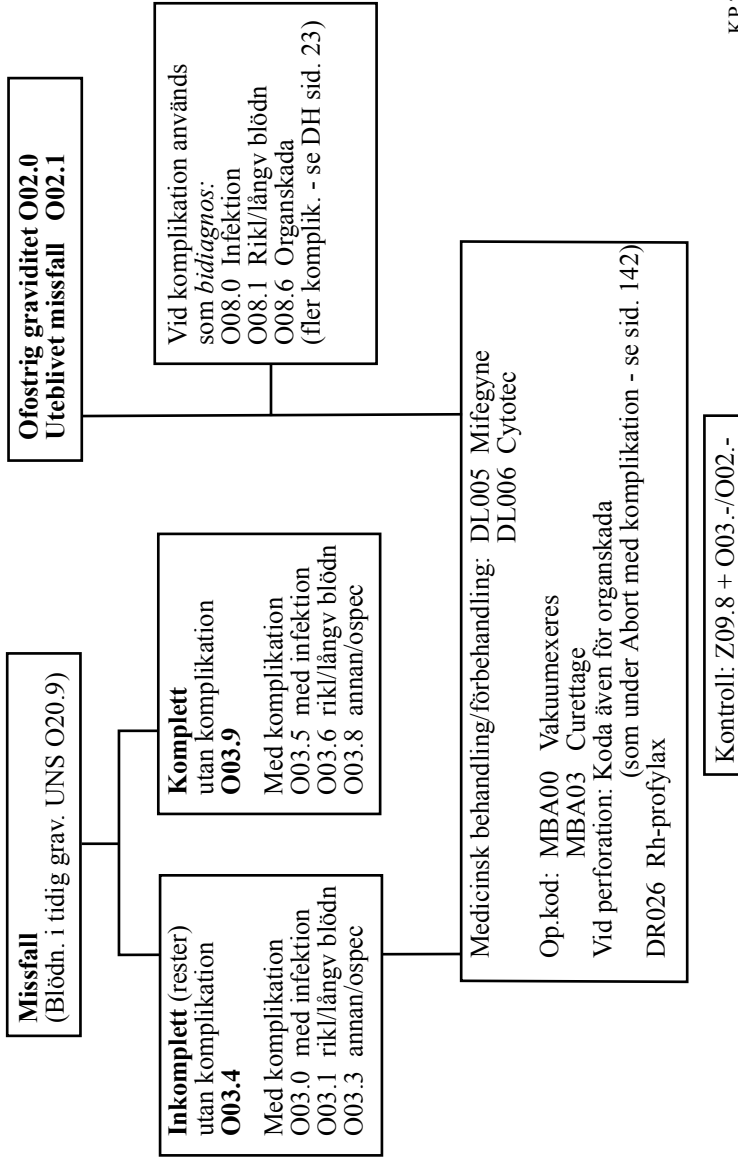 Missfall
(Blödn. i tidig grav. UNS O20.9)
Ofostrig graviditet O02.0
Uteblivet missfall O02.1
Inkomplett (rester)
utan komplikation
O03.4
Med komplikation
O03.0 med infektion
O03.1 rikl/långv blödn
O03.3 annan/ospec
Komplett
utan komplikation
O03.9
Med komplikation
O03.5 med infektion
O03.6 rikl/långv blödn
O03.8 annan/ospec
Vid komplikation används
som bidiagnos:
O08.0 Infektion
O08.1 Rikl/långv blödn
O08.6 Organskada
(fler komplik. - se DH sid. 23)
Medicinsk behandling/förbehandling: DL005 Mifegyne
DL006 Cytotec
Op.kod: MBA00 Vakuumexeres
MBA03 Curettage
Vid perforation: Koda även för organskada
(som under Abort med komplikation - se sid. 142)
DR026 Rh-profylax
Kontroll: Z09.8 + O03.-/O02.-